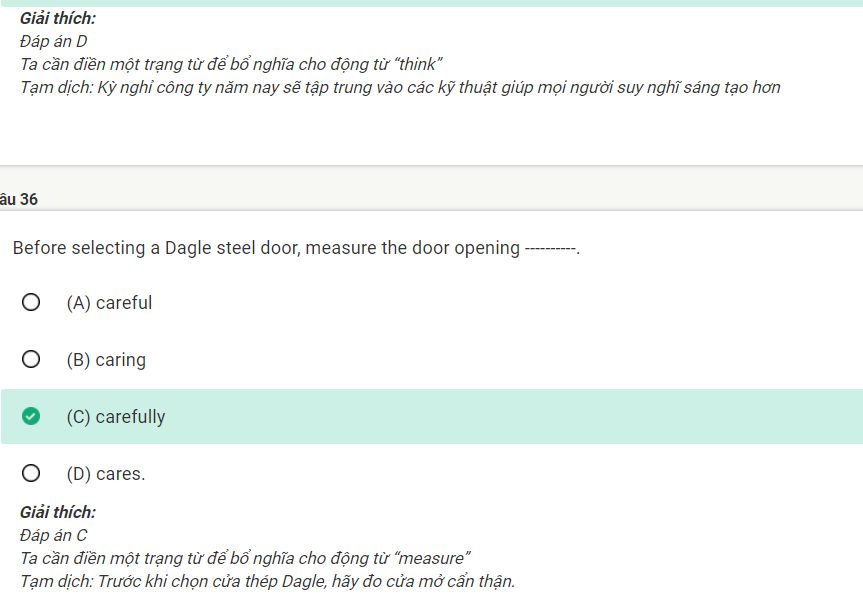 Giải thích:
Đáp án D
Ta cần điền một trạng từ để bổ nghĩa cho động từ “think”
Tạm dịch: Kỳ nghỉ công ty năm nay sẽ tập trung vào các kỹ thuật giúp mọi người suy nghĩ sáng tạo hơn
âu 36
Before selecting a Dagle steel door, measure the door opening ----------.
(A) careful
(B) caring
(C) carefully
(D) cares.
Giải thích:
Đáp án C
Ta cần điền một trạng từ để bổ nghĩa cho động từ “measure”
Tạm dịch: Trước khi chọn cửa thép Dagle, hãy đo cửa mở cẩn thận.